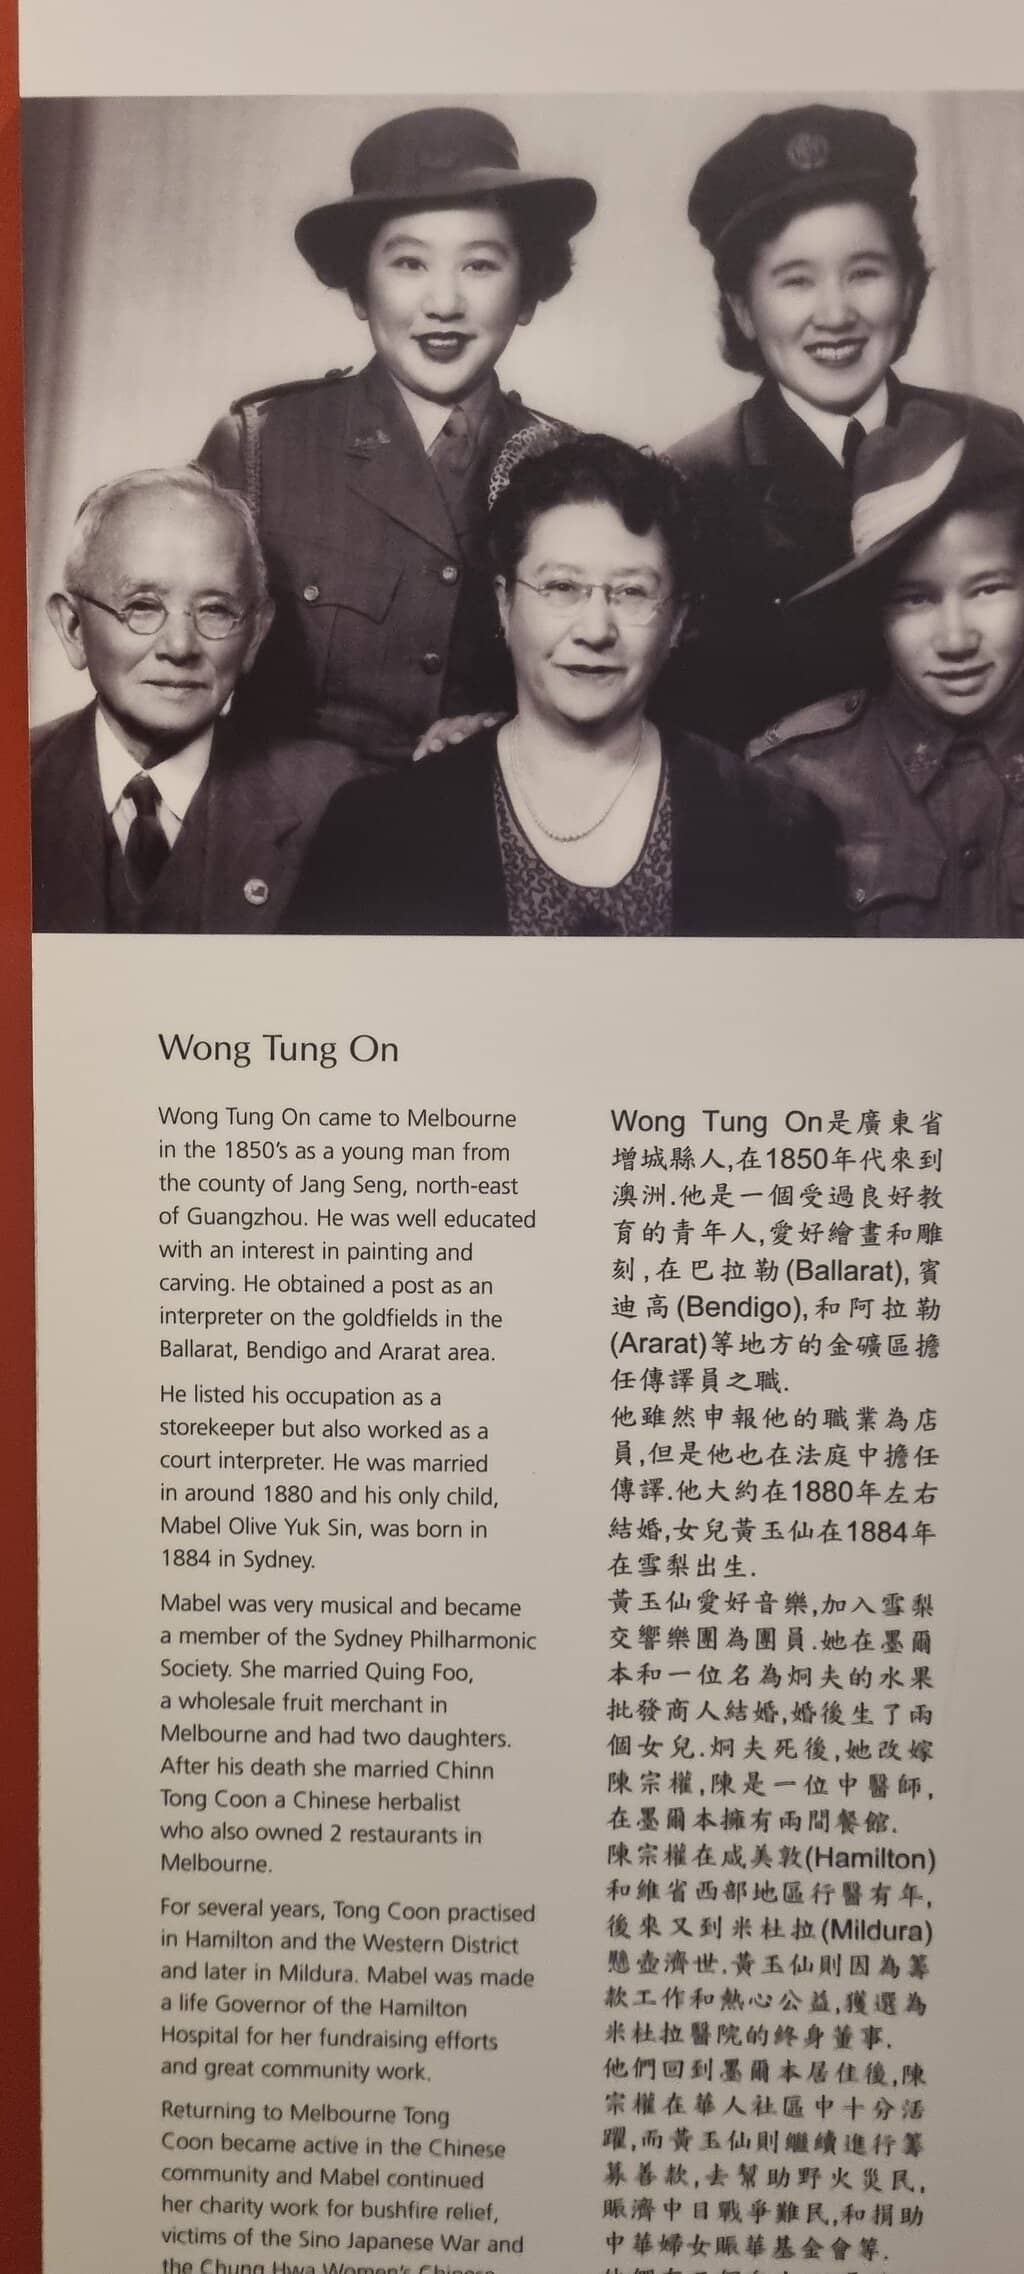 Wong Tung On
Wong Tung On came to Melbourne
in the 1850's as a young man from
the county of Jang Seng, north-east
of Guangzhou. He was well educated
with an interest in painting and
carving. He obtained a post as an
interpreter on the goldfields in the
Ballarat, Bendigo and Ararat area.
He listed his occupation as a
storekeeper but also worked as a
court interpreter. He was married
in around 1880 and his only child,
Mabel Olive Yuk Sin, was born in
1884 in Sydney.
Mabel was very musical and became
a member of the Sydney Philharmonic
Society. She married Quing Foo,
a wholesale fruit merchant in
Melbourne and had two daughters.
After his death she married Chinn
Tong Coon a Chinese herbalist
who also owned 2 restaurants in
Melbourne.
For several years, Tong Coon practised
in Hamilton and the Western District
and later in Mildura. Mabel was made
a life Governor of the Hamilton
Hospital for her fundraising efforts
and great community work.
Returning to Melbourne Tong
Coon became active in the Chinese
community and Mabel continued
her charity work for bushfire relief,
victims of the Sino Japanese War and
the Chung Hwa Women's Chinese
Wong Tung On是廣東省
增城縣人,在1850年代來到
澳洲.他是一個受過良好教
育的青年人,愛好繪畫和雕
刻,在巴拉勒(Ballarat),賓
迪高(Bendigo),和阿拉勒
(Ararat)等地方的金礦區擔
任傳譯員之職.
他雖然申報他的職業為店
員,但是他也在法庭中擔任
傳譯.他大約在1880年左右
結婚,女兒黃玉仙在1884年
在雪梨出生.
黃玉仙愛好音樂,加入雪梨
交響樂團為團員.她在墨爾
本和一位名為炯夫的水果
批發商人結婚,婚後生了兩
個女兒.炯夫死後,她改嫁
陳宗權,陳是一位中醫師,
在墨爾本擁有兩間餐館.
陳宗權在咸美敦(Hamilton)
和維省西部地區行醫有年,
後來又到米杜拉(Mildura)
懸壺濟世.黃玉仙則因為籌
款工作和熱心公益,獲選為
米杜拉醫院的終身董事.
他們回到墨爾本居住後,陳
宗權在華人社區中十分活
躍,而黃玉仙則繼續進行籌
募善款,去幫助野火災民,
賑濟中日戰爭難民,和捐助
中華婦女賑華基金會等.